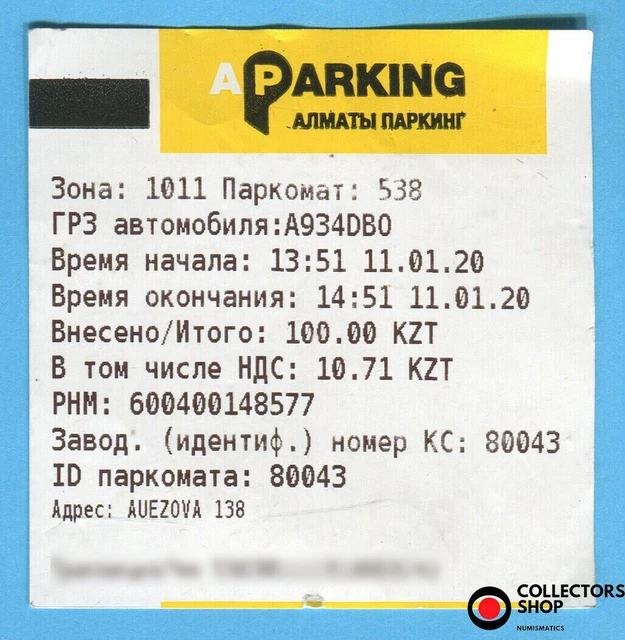 APARKING
АЛМАТЫ ПАРКИНГ
Зона: 1011 Паркомат: 538
ГРЗ автомобиля:A934DBO
Время начала: 13:51 11.01.20
Время окончания: 14:51 11.01.20
Внесено/Итого: 100.00 KZT
В том числе НДС: 10.71 KZT
РНМ: 600400148577
Завод. (идентиф.) номер КС: 80043
ID паркомата: 80043
Адрес: AUEZOVA 138
COLLECTORS
SHOP
NUMISMATICS